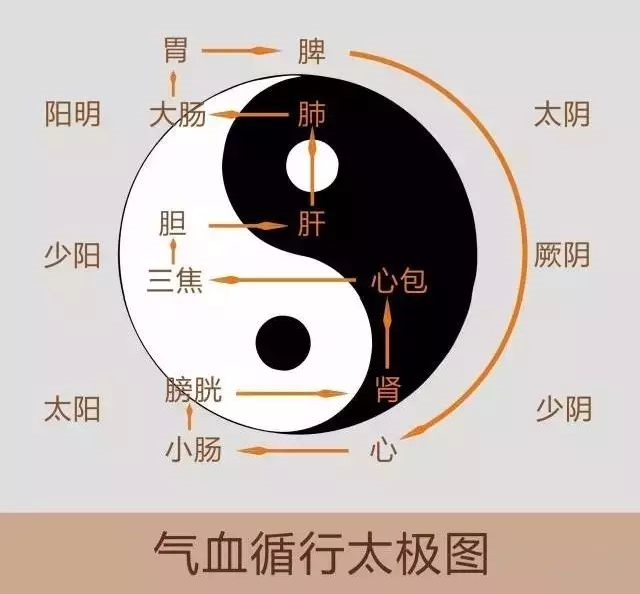 胃 脾
阳明 大肠 肺 太阴
胆 肝
少阳 厥阴
三焦 心包
膀胱 肾
太阳 少阴
小肠 心
气血循行太极图